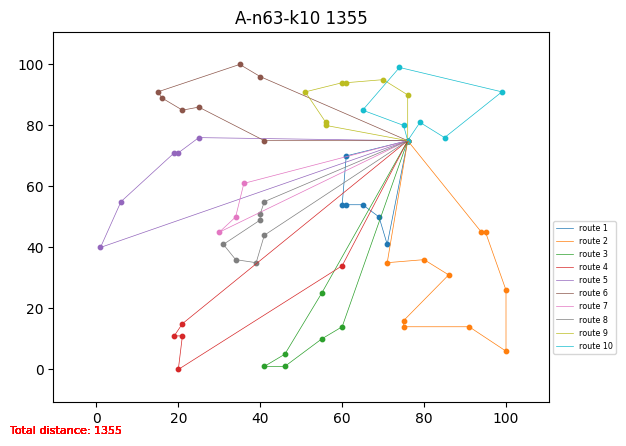 A-n63-k10 1355
100
80
60
40
20
0
0 20 40 60 80 100
route 1
route 2
route 3
route 4
route 5
route 6
route 7
route 8
route 9
route 10
Total distance: 1355